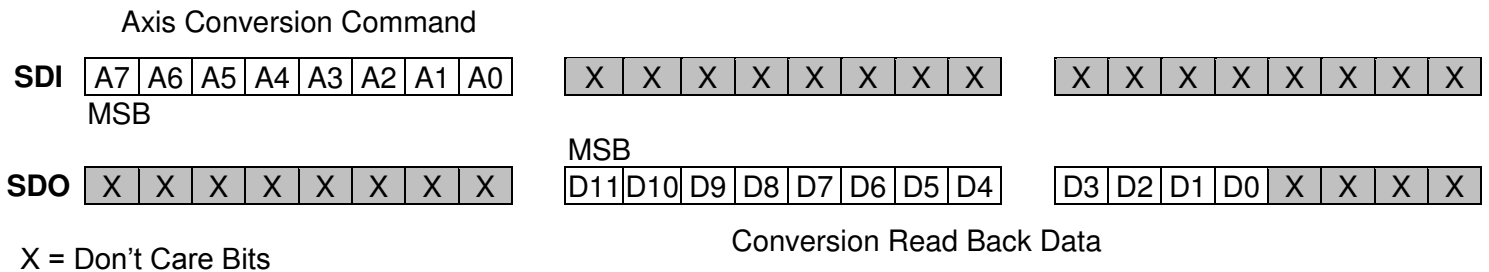 Axis Conversion Command
SDI A7 A6 A5 A4 A3 A2 A1 A0 X X X X X X X X X X X X X X X X
MSB
MSB
SDO X X X X X X X X D11 D10 D9 D8 D7 D6 D5 D4 D3 D2 D1 D0 X X X X
Conversion Read Back Data
X = Don't Care Bits